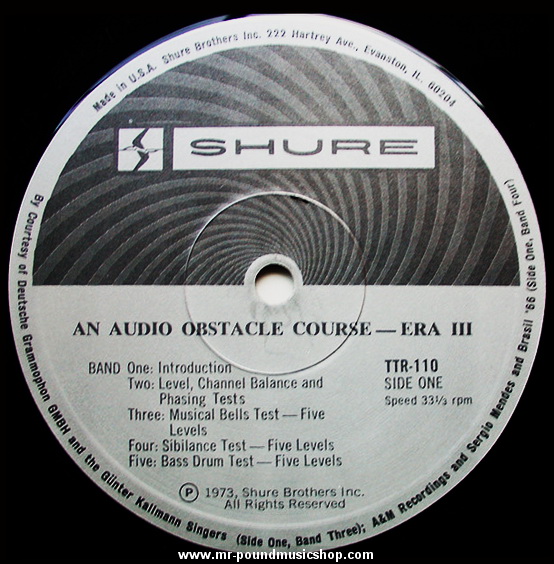 Made in U.S.A. Shure Brothers Inc. 222 Hartrey Ave., Evanston, IL. 60204
SHURE
AN AUDIO OBSTACLE COURSE — ERA III
BAND One: Introduction
Two: Level, Channel Balance and
Phasing Tests
Three: Musical Bells Test — Five
Levels
Four: Sibilance Test — Five Levels
Five: Bass Drum Test — Five Levels
TTR-110
SIDE ONE
Speed 33⅓ rpm
Ⓟ 1973, Shure Brothers Inc.
All Rights Reserved
By Courtesy of Deutsche Grammophon GMBH and the Günter Kallmann Singers (Side One, Band Three); A&M Recordings and Sergio Mendes and Brasil '66 (Side One, Band Four)
www.mr-poundmusicshop.com